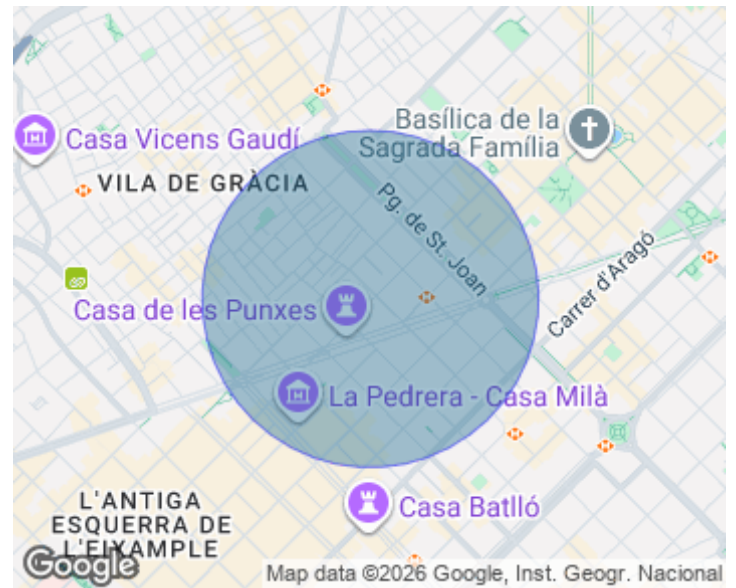 Basílica de la
Sagrada Família
Casa Vicens Gaudí
VILA DE GRÀCIA
Pg. de St. Joan
Carrer d'Aragó
Casa de les Punxes
La Pedrera - Casa Milà
L'ANTIGA
ESQUERRA DE
L'EIXAMPLE
Casa Batlló
Google
Map data ©2026 Google, Inst. Geogr. Nacional